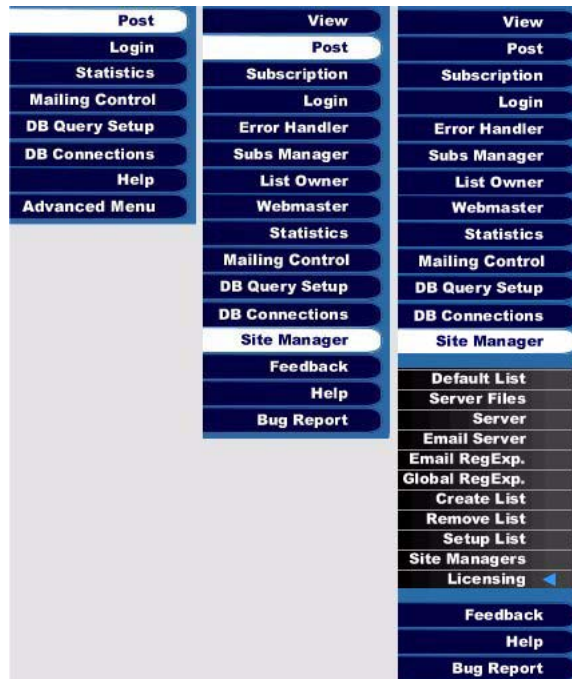 Post
Login
Statistics
Mailing Control
DB Query Setup
DB Connections
Help
Advanced Menu
View
Post
Subscription
Login
Error Handler
Subs Manager
List Owner
Webmaster
Statistics
Mailing Control
DB Query Setup
DB Connections
Site Manager
Feedback
Help
Bug Report
View
Post
Subscription
Login
Error Handler
Subs Manager
List Owner
Webmaster
Statistics
Mailing Control
DB Query Setup
DB Connections
Site Manager
Default List
Server Files
Server
Email Server
Email RegExp.
Global RegExp.
Create List
Remove List
Setup List
Site Managers
Licensing
Feedback
Help
Bug Report